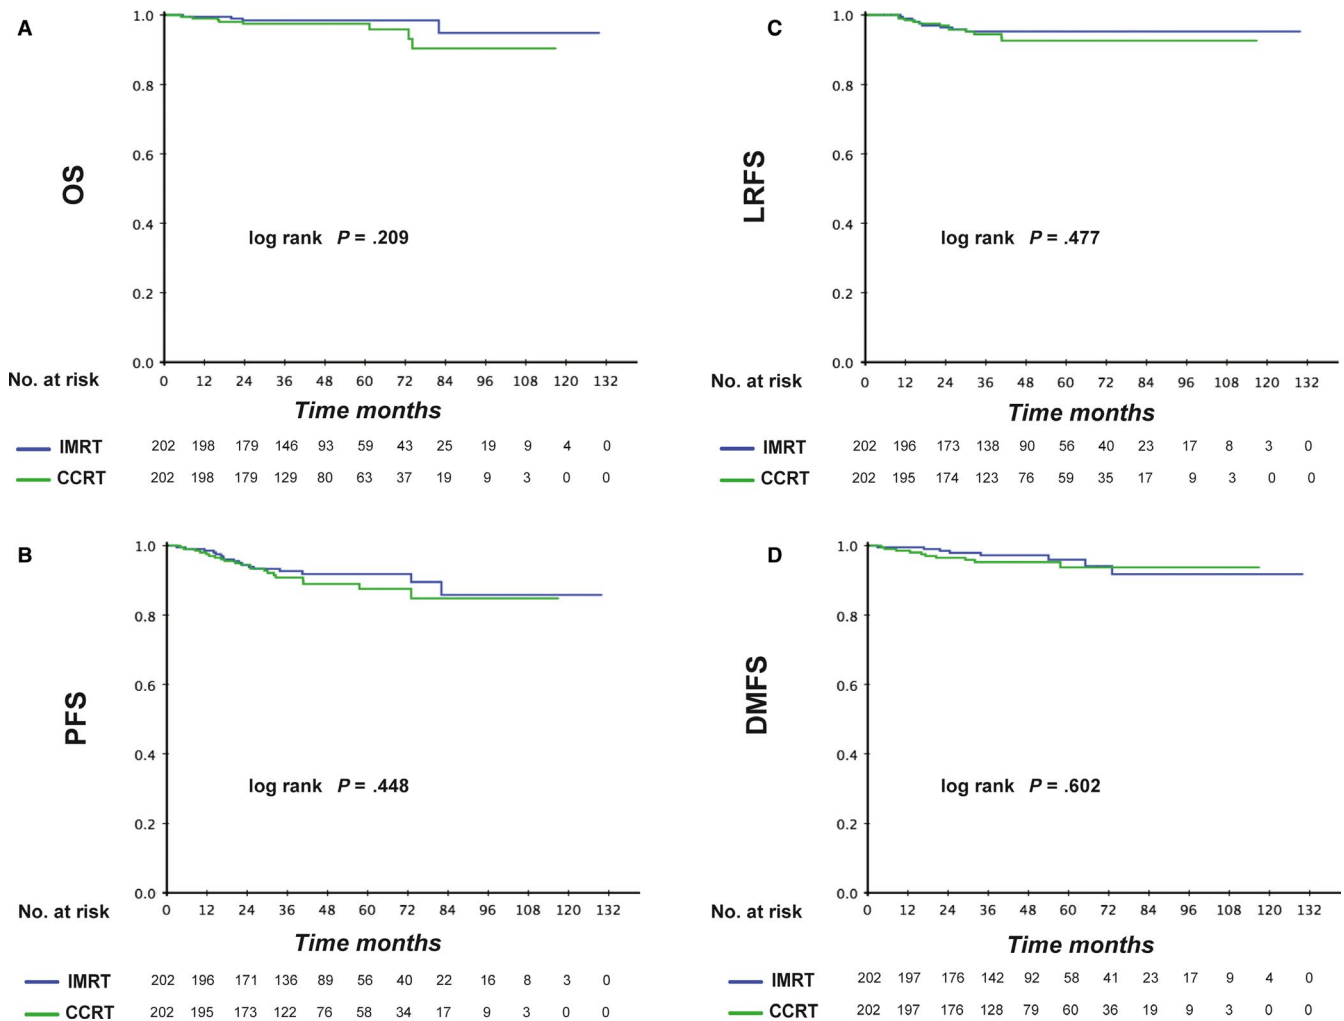 A
OS
1.0
0.8
0.6
0.4
0.2
0.0
log rank P = .209
0 12 24 36 48 60 72 84 96 108 120 132
No. at risk
Time months
IMRT 202 198 179 146 93 59 43 25 19 9 4 0
CCRT 202 198 179 129 80 63 37 19 9 3 0 0
C
LRFS
1.0
0.8
0.6
0.4
0.2
0.0
log rank P = .477
0 12 24 36 48 60 72 84 96 108 120 132
No. at risk
Time months
IMRT 202 196 173 138 90 56 40 23 17 8 3 0
CCRT 202 195 174 123 76 59 35 17 9 3 0 0
B
PFS
1.0
0.8
0.6
0.4
0.2
0.0
log rank P = .448
0 12 24 36 48 60 72 84 96 108 120 132
No. at risk
Time months
IMRT 202 196 171 136 89 56 40 22 16 8 3 0
CCRT 202 195 173 122 76 58 34 17 9 3 0 0
D
DMFS
1.0
0.8
0.6
0.4
0.2
0.0
log rank P = .602
0 12 24 36 48 60 72 84 96 108 120 132
No. at risk
Time months
IMRT 202 197 176 142 92 58 41 23 17 9 4 0
CCRT 202 197 176 128 79 60 36 19 9 3 0 0